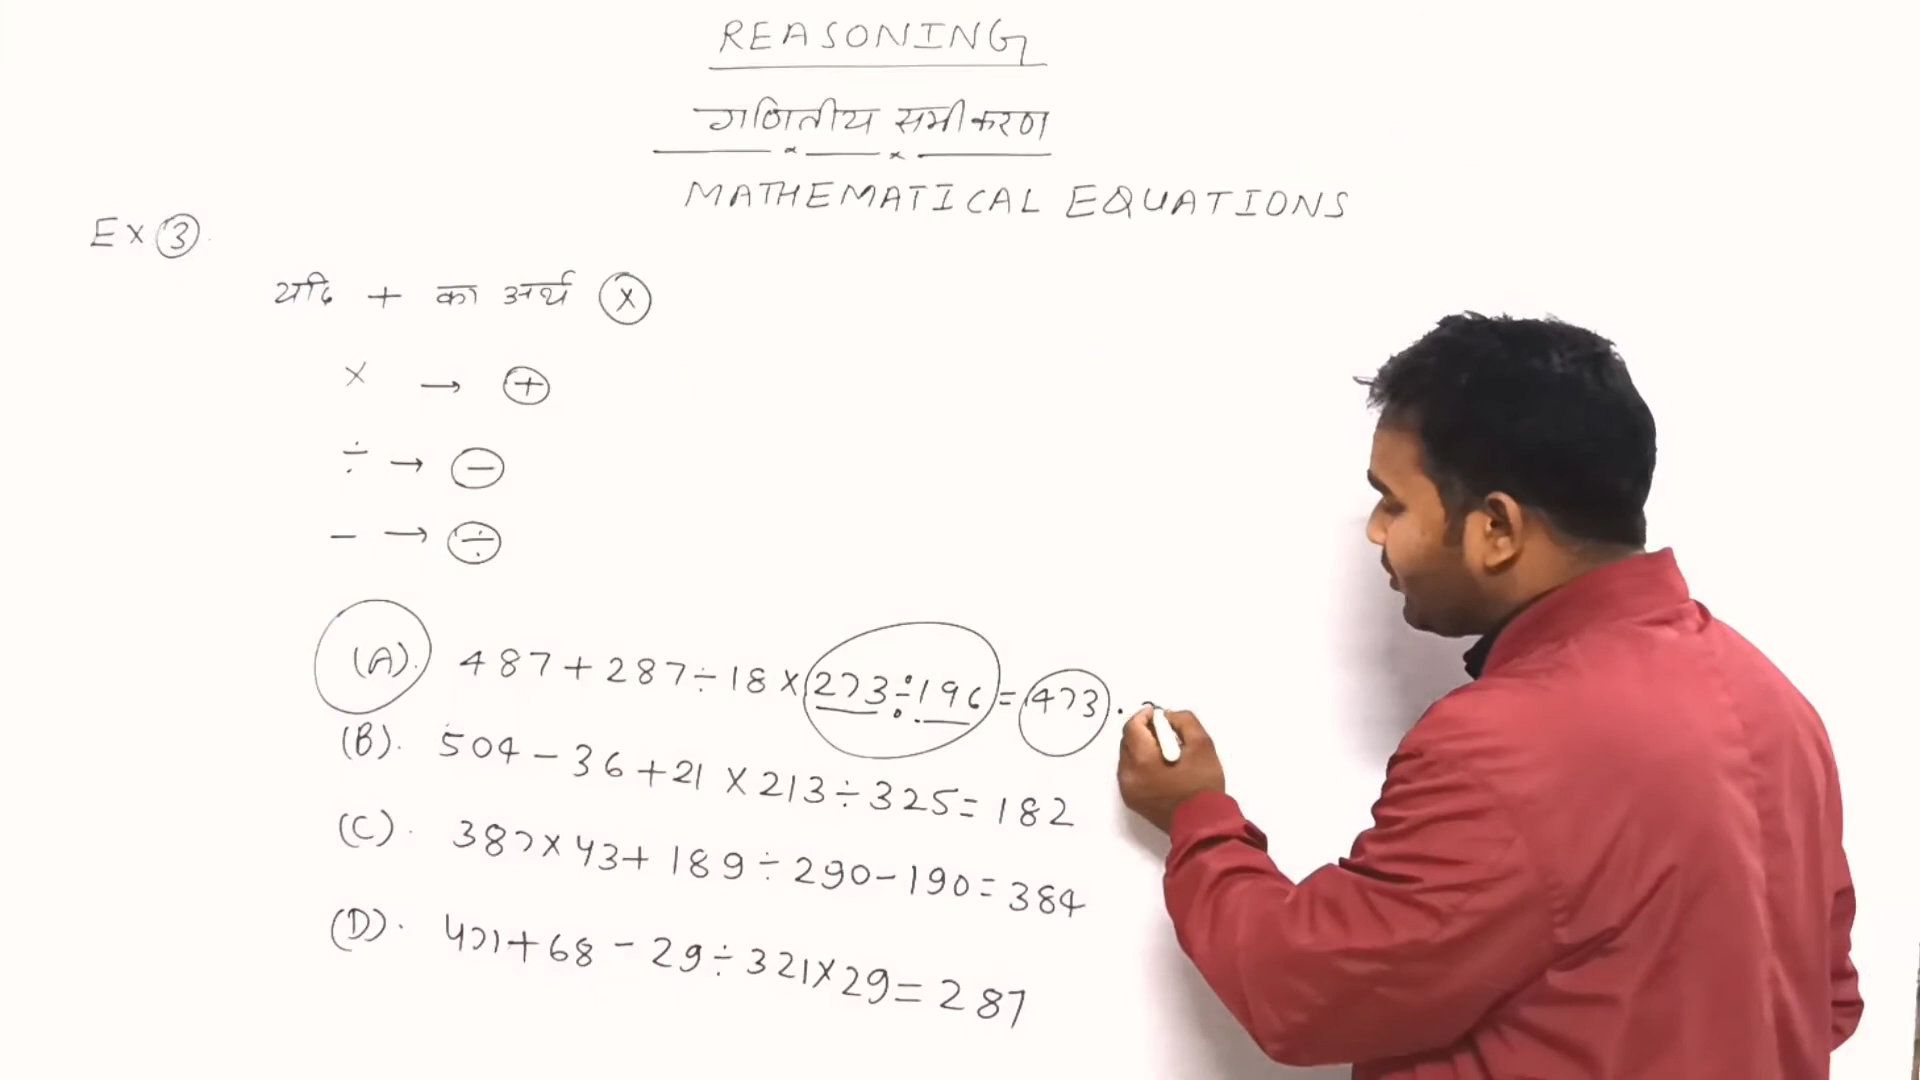 REASONING
गणितीय समीकरण
MATHEMATICAL EQUATIONS
Ex ③.
यदि + का अर्थ ⓧ
× → ⊕
÷ → ⊖
− → ÷
(A). 487 + 287 ÷ 18 × 273 ÷ 196 = 473.
(B). 504 − 36 + 21 × 213 ÷ 325 = 182
(C). 387 × 43 + 189 ÷ 290 − 190 = 384
(D). 471 + 68 − 29 ÷ 321 × 29 = 287